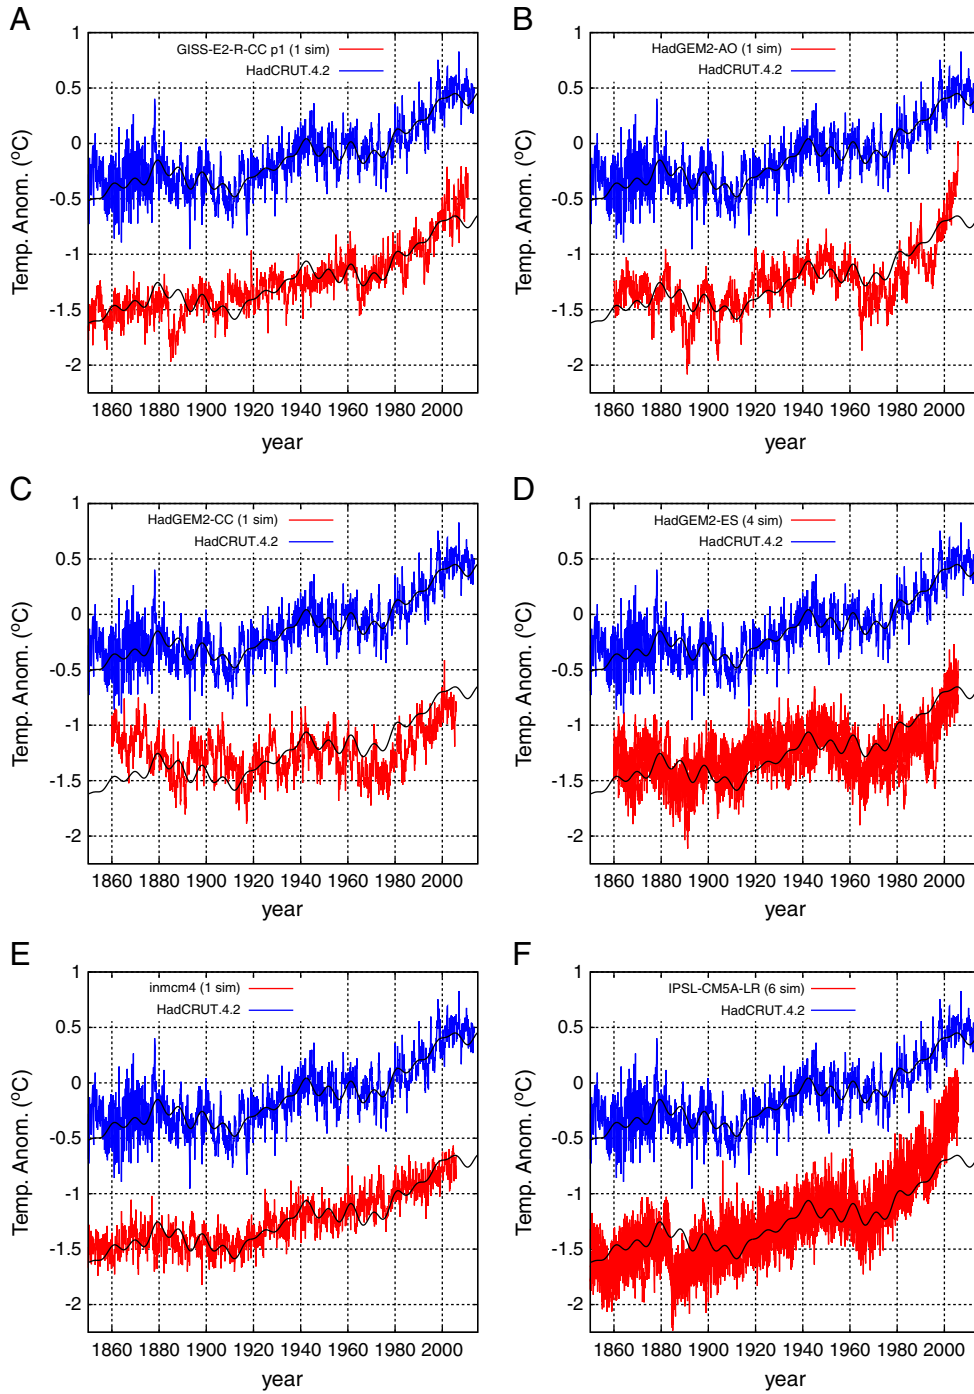 A
B
GISS-E2-R-CC p1 (1 sim)
HadCRUT.4.2
HadGEM2-AO (1 sim)
HadCRUT.4.2
Temp. Anom. (ºC)
1
0.5
0
-0.5
-1
-1.5
-2
1860 1880 1900 1920 1940 1960 1980 2000
year
Temp. Anom. (ºC)
1
0.5
0
-0.5
-1
-1.5
-2
1860 1880 1900 1920 1940 1960 1980 2000
year
C
D
HadGEM2-CC (1 sim)
HadCRUT.4.2
HadGEM2-ES (4 sim)
HadCRUT.4.2
Temp. Anom. (ºC)
1
0.5
0
-0.5
-1
-1.5
-2
1860 1880 1900 1920 1940 1960 1980 2000
year
Temp. Anom. (ºC)
1
0.5
0
-0.5
-1
-1.5
-2
1860 1880 1900 1920 1940 1960 1980 2000
year
E
F
inmcm4 (1 sim)
HadCRUT.4.2
IPSL-CM5A-LR (6 sim)
HadCRUT.4.2
Temp. Anom. (ºC)
1
0.5
0
-0.5
-1
-1.5
-2
1860 1880 1900 1920 1940 1960 1980 2000
year
Temp. Anom. (ºC)
1
0.5
0
-0.5
-1
-1.5
-2
1860 1880 1900 1920 1940 1960 1980 2000
year